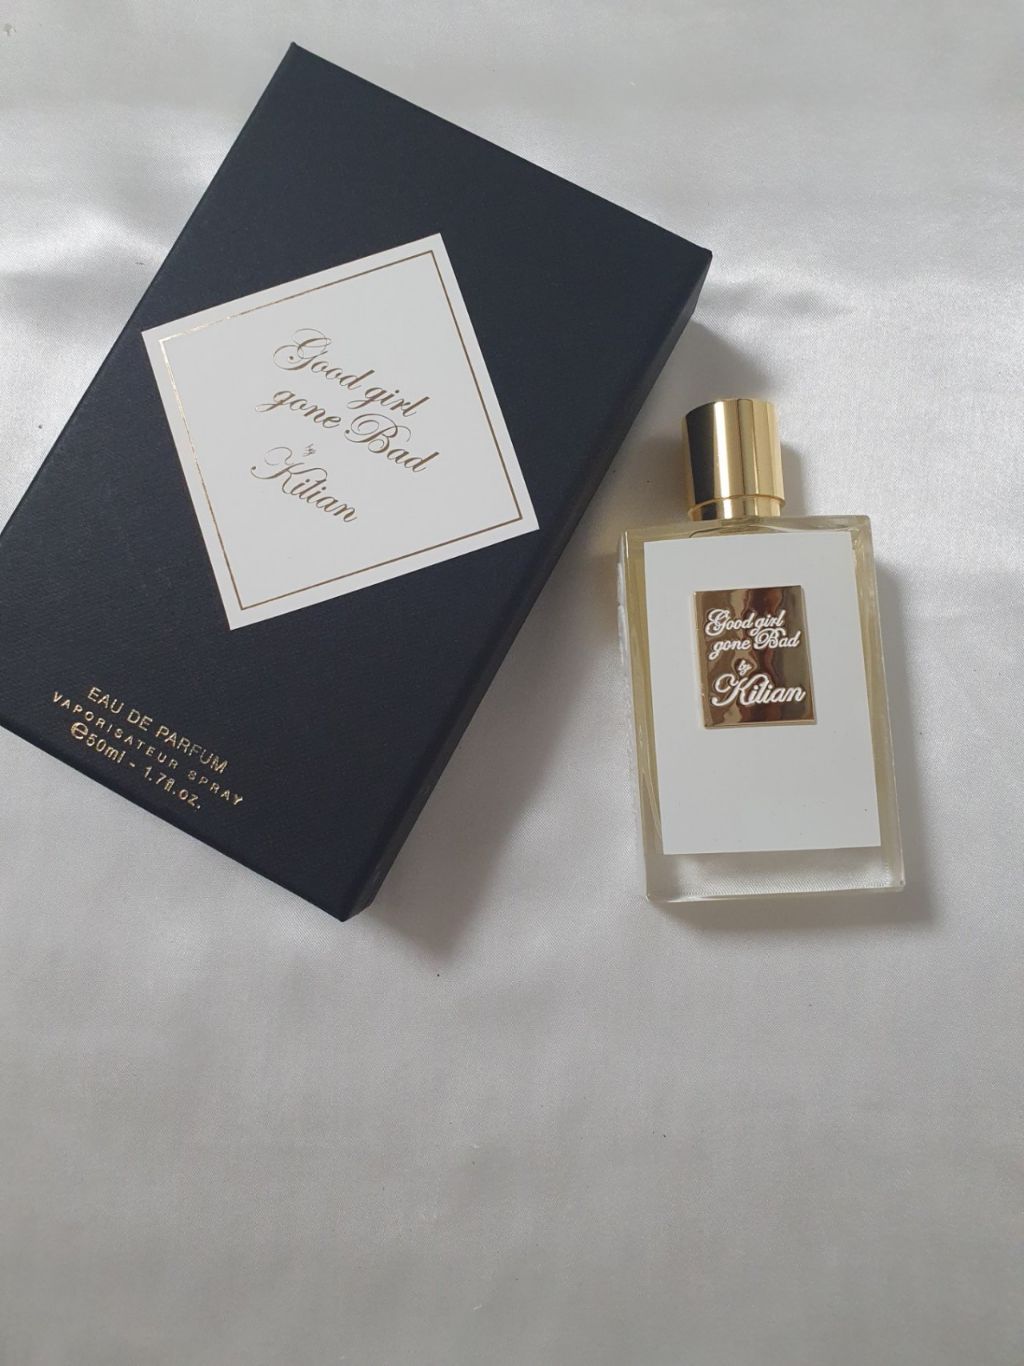 Good girl
gone Bad
by
Kilian
EAU DE PARFUM
VAPORISATEUR SPRAY
℮50ml - 1.7fl.oz.
Good girl
gone Bad
by
Kilian